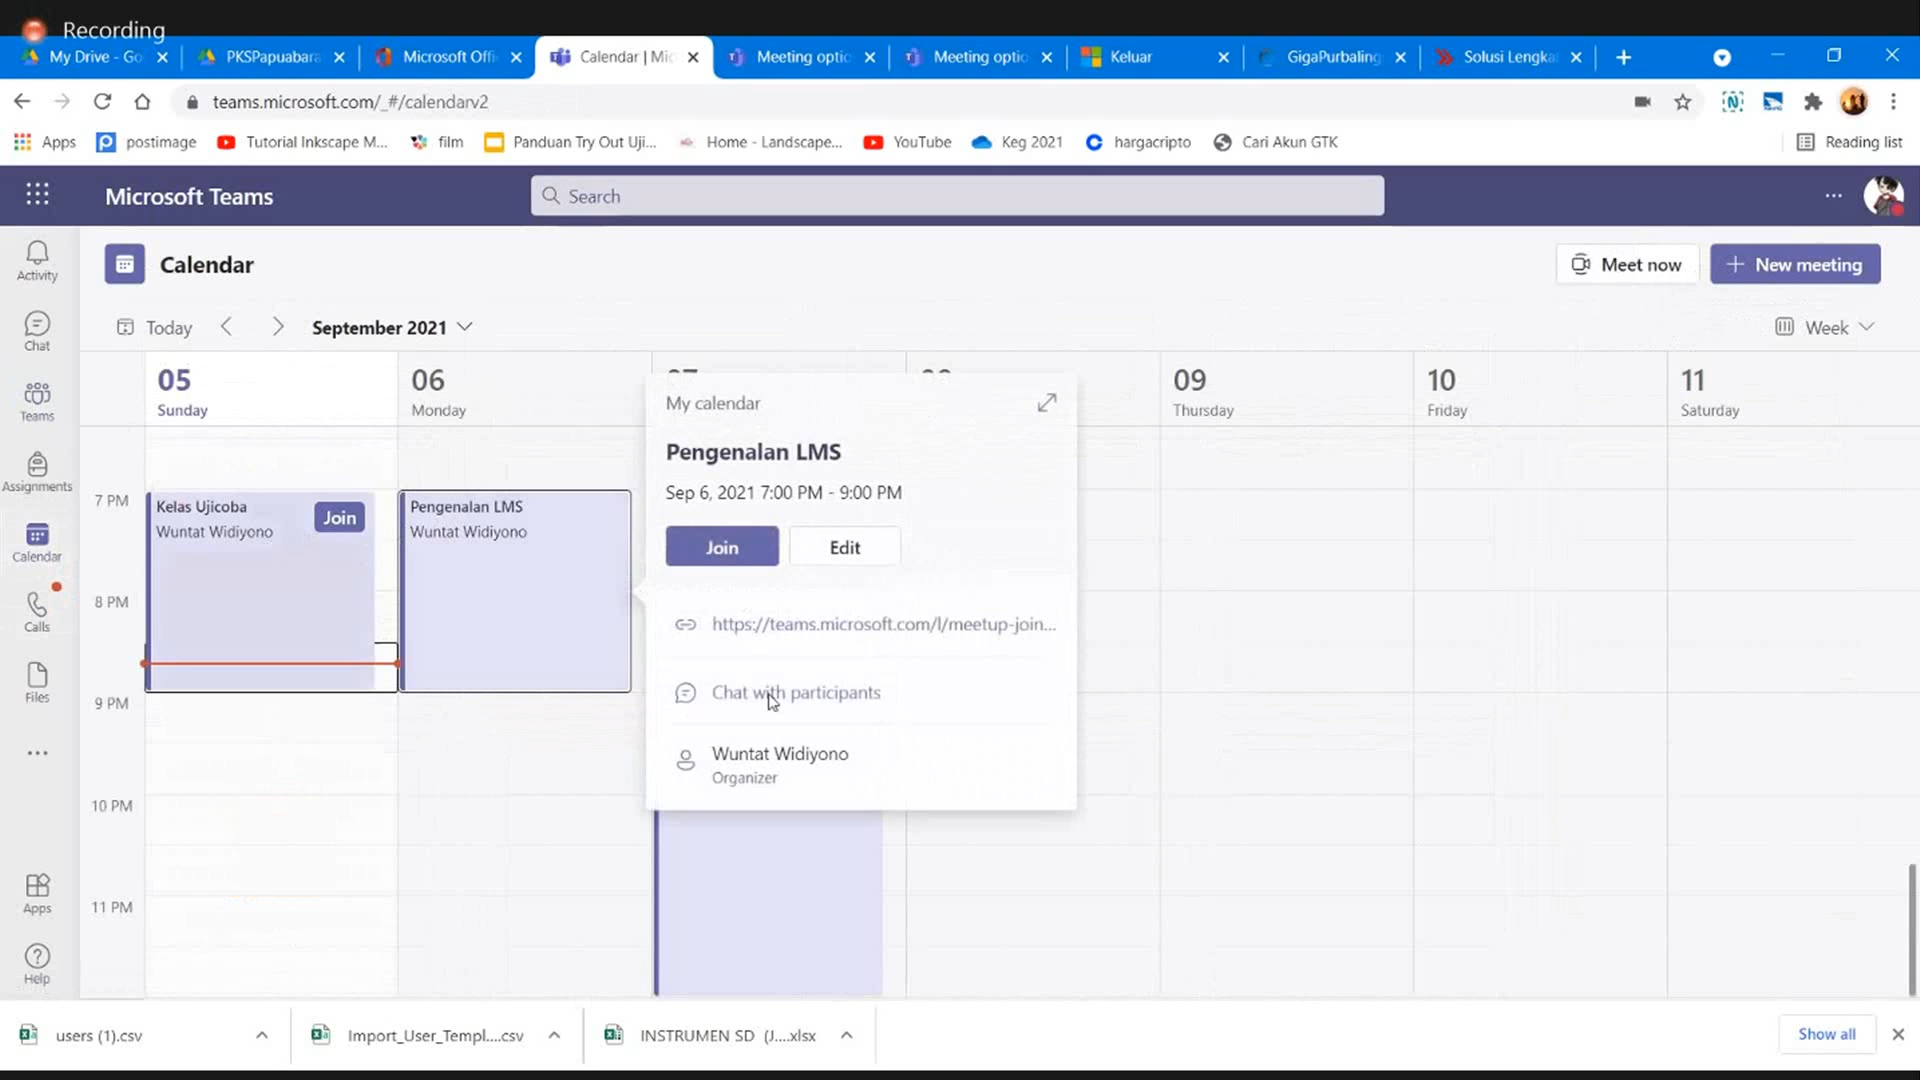 Recording
My Drive - Go
PKSPapuabara
Microsoft Offi
Calendar | Mic
Meeting optio
Meeting optio
Keluar
GigaPurbaling
Solusi Lengka
teams.microsoft.com/_#/calendarv2
Apps
postimage
Tutorial Inkscape M...
film
Panduan Try Out Uji...
Home - Landscape...
YouTube
Keg 2021
hargacripto
Cari Akun GTK
Reading list
Microsoft Teams
Search
Activity
Chat
Teams
Assignments
Calendar
Calls
Files
Apps
Help
Calendar
Meet now
New meeting
Today
September 2021
Week
05
Sunday
06
Monday
09
Thursday
10
Friday
11
Saturday
7 PM
8 PM
9 PM
10 PM
11 PM
Kelas Ujicoba
Wuntat Widiyono
Join
Pengenalan LMS
Wuntat Widiyono
My calendar
Pengenalan LMS
Sep 6, 2021 7:00 PM - 9:00 PM
Join
Edit
https://teams.microsoft.com/l/meetup-join...
Chat with participants
Wuntat Widiyono
Organizer
users (1).csv
Import_User_Templ....csv
INSTRUMEN SD (J....xlsx
Show all